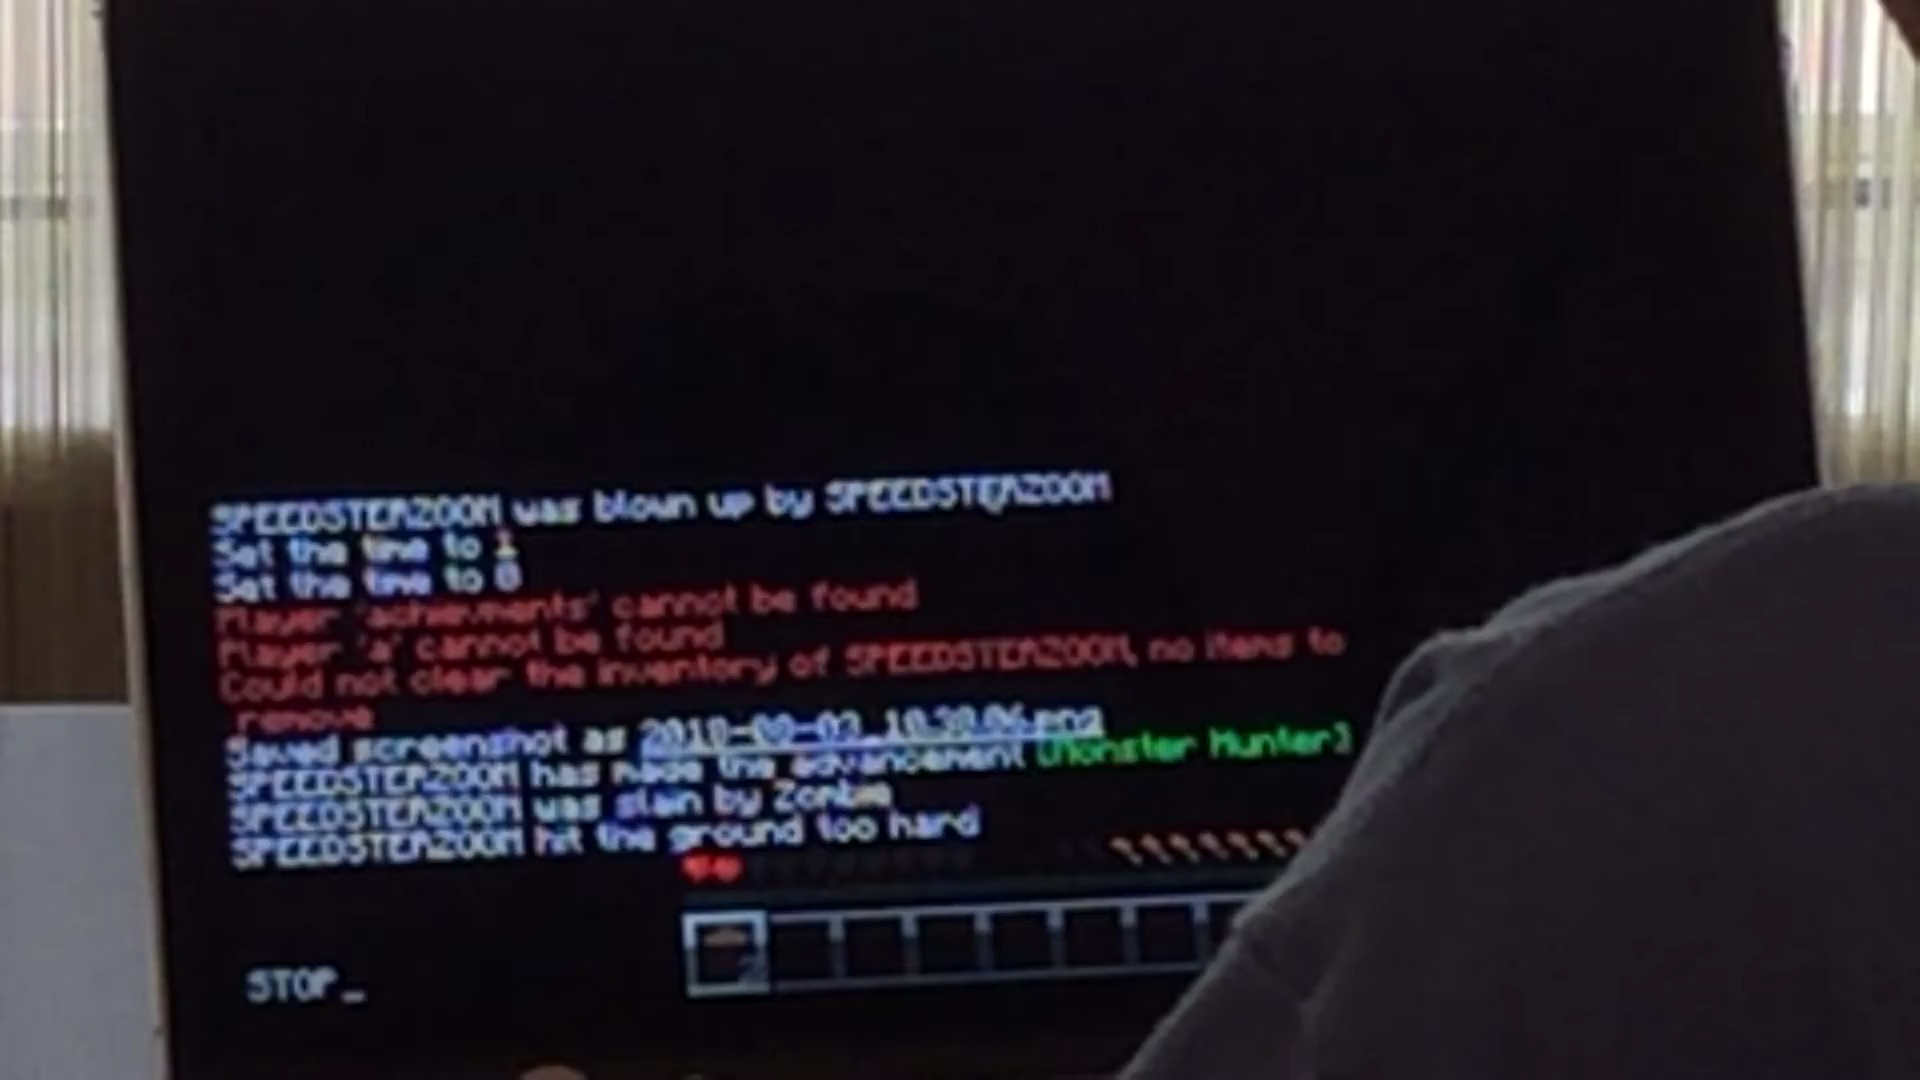 SPEEDSTERZOOM was blown up by SPEEDSTERZOOM
Set the time to 1
Set the time to 0
Player 'achievments' cannot be found
Player 'a' cannot be found
Could not clear the inventory of SPEEDSTERZOOM, no items to
remove
Saved screenshot as
SPEEDSTERZOOM has made the advancement [Monster Hunter]
SPEEDSTERZOOM was slain by Zombie
SPEEDSTERZOOM hit the ground too hard
2
STOP_